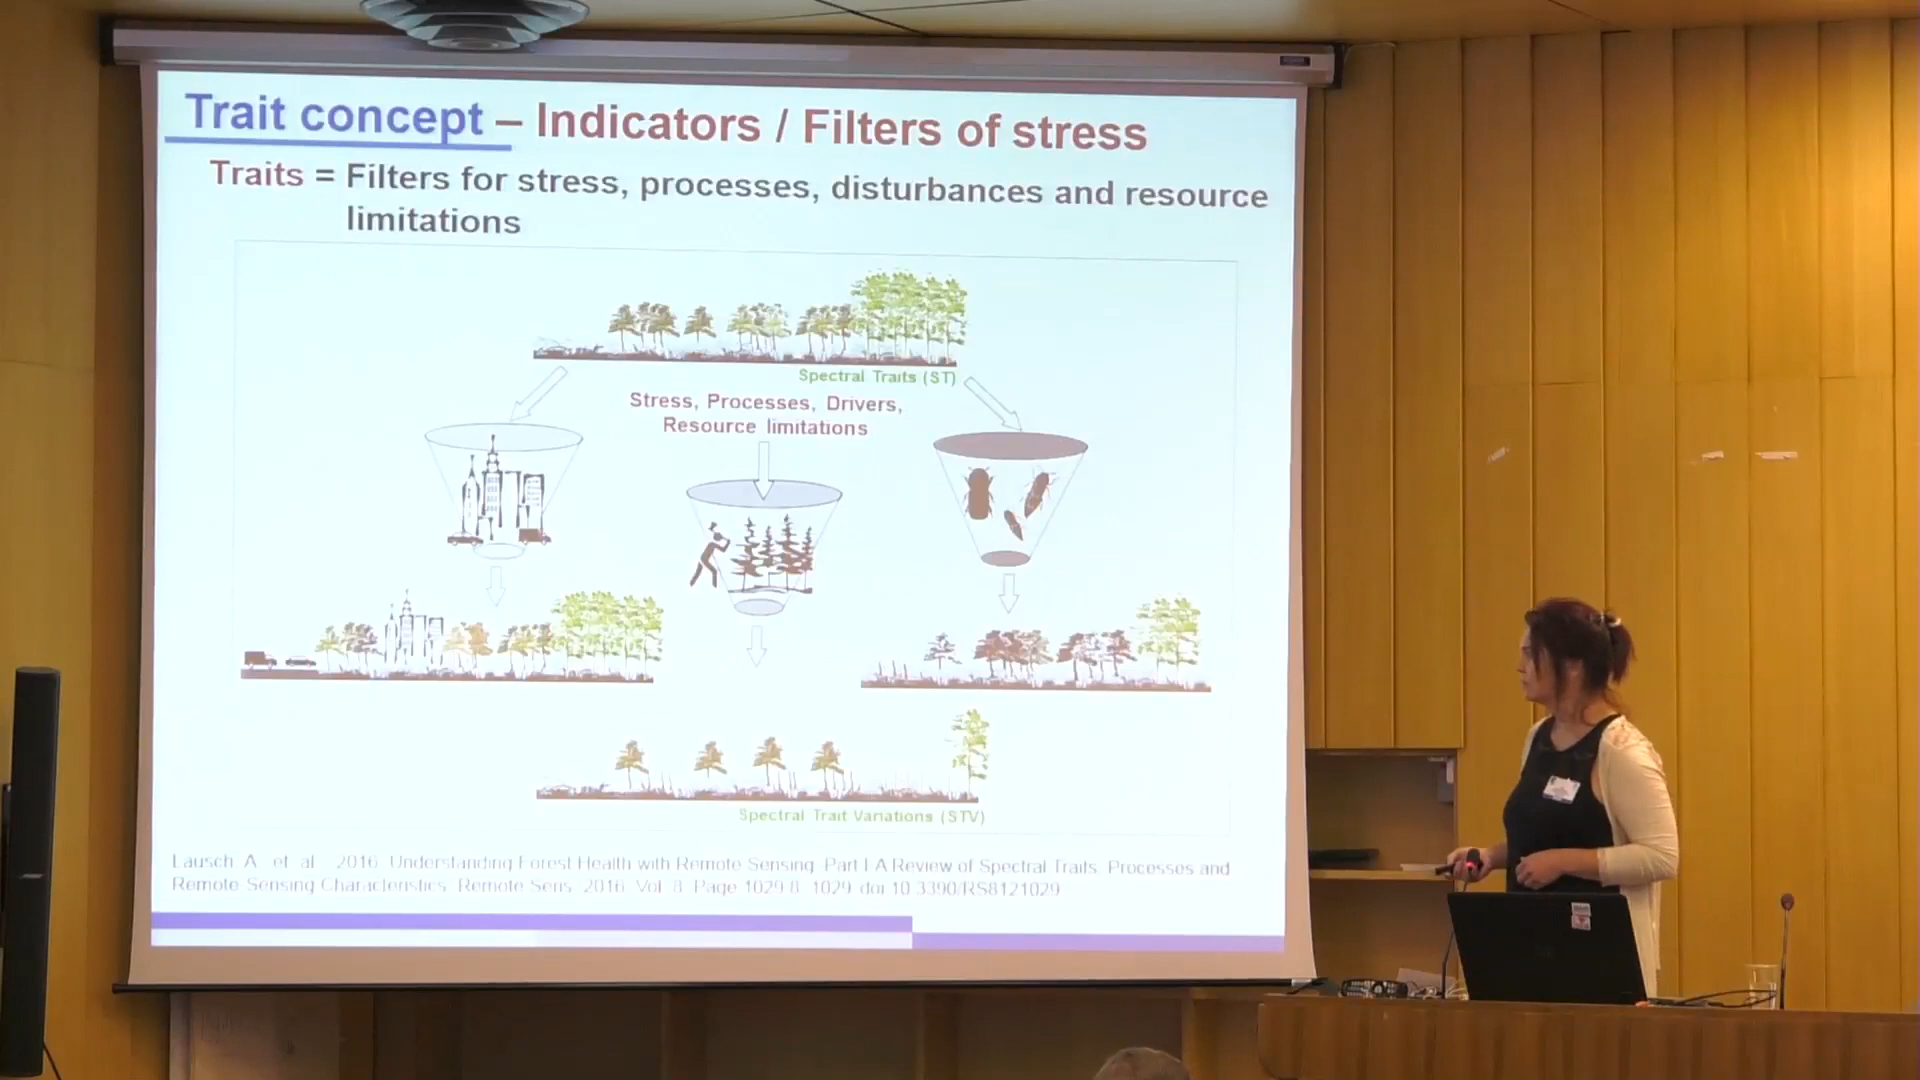 Trait concept – Indicators / Filters of stress
Traits = Filters for stress, processes, disturbances and resource
limitations
Spectral Traits (ST)
Stress, Processes, Drivers,
Resource limitations
Spectral Trait Variations (STV)
Lausch A. et al. 2016 Understanding Forest Health with Remote Sensing Part I A Review of Spectral Traits Processes and
Remote Sensing Characteristics Remote Sens 2016 Vol 8 Page 1029 8 1029 doi 10 3390/RS8121029